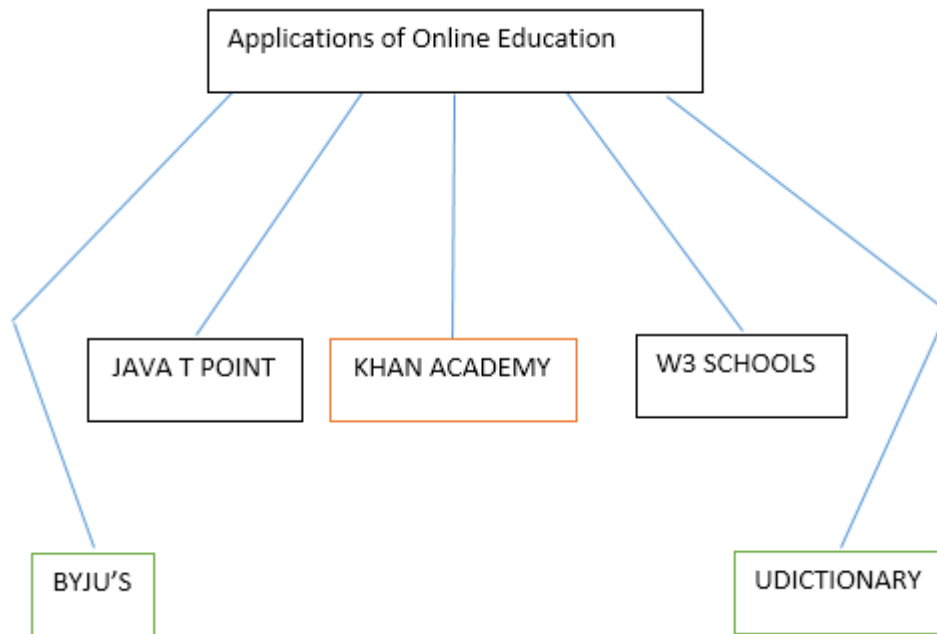 Applications of Online Education
JAVA T POINT
KHAN ACADEMY
W3 SCHOOLS
BYJU’S
UDICTIONARY